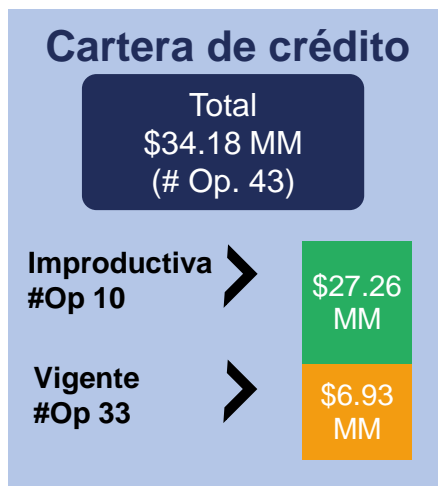 Cartera de crédito
Total
$34.18 MM
(# Op. 43)
Improductiva
#Op 10
$27.26
MM
Vigente
#Op 33
$6.93
MM